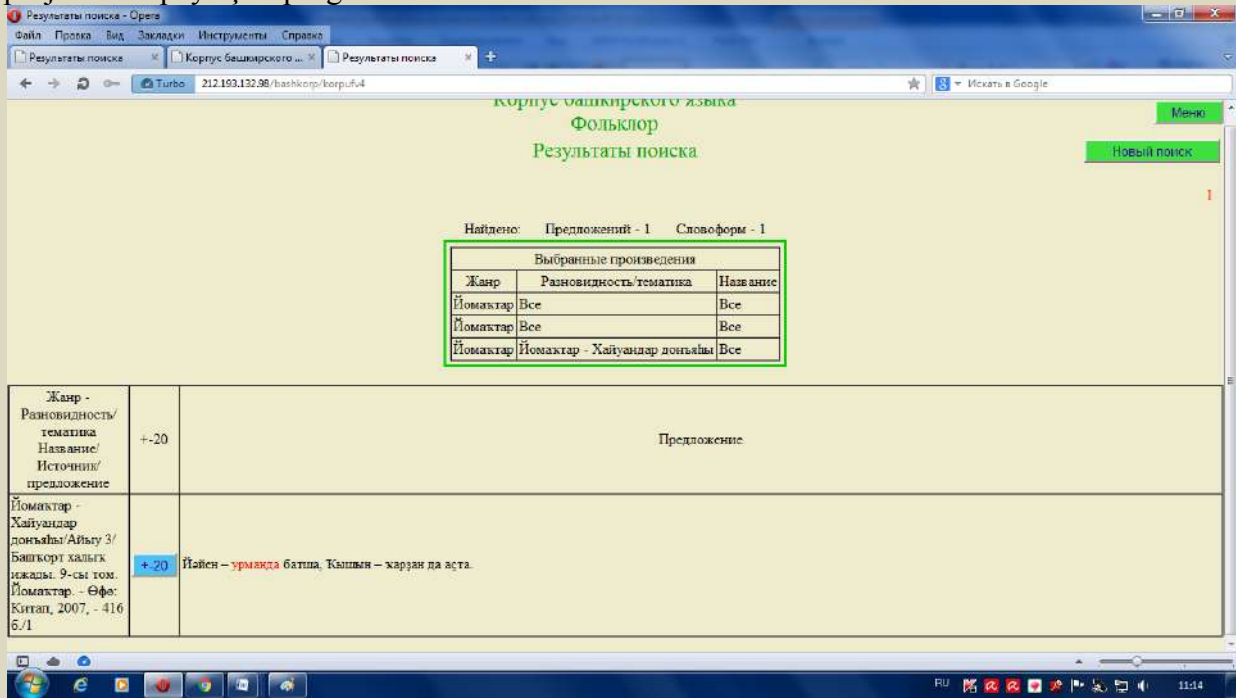 Результаты поиска - Opera
Файл Правка Вид Закладки Инструменты Справка
Результаты поиска
Корпус башкирского ...
Результаты поиска
Turbo 212.193.132.98/bashkorp/korpufv4
Искать в Google
Корпус башкирского языка
Фольклор
Результаты поиска
Меню
Новый поиск
1
Найдено: Предложений - 1 Словоформ - 1
Выбранные произведения
Жанр Разновидность/тематика Название
Йомактар Все Все
Йомактар Все Все
Йомактар Йомактар - Хайуандар донъяһы Все
Жанр -
Разновидность/
тематика
Название/
Источник/
предложение
+-20
Предложение
Йомактар -
Хайуандар
донъяһы/Айыу 3/
Башкорт халык
ижады. 9-сы том.
Йомактар. - Өфө:
Китап, 2007, - 416
б./1
+-20
Йәйен – урманда батша, Ҡышын – ҡарҙан да аҫта.
RU
11:14